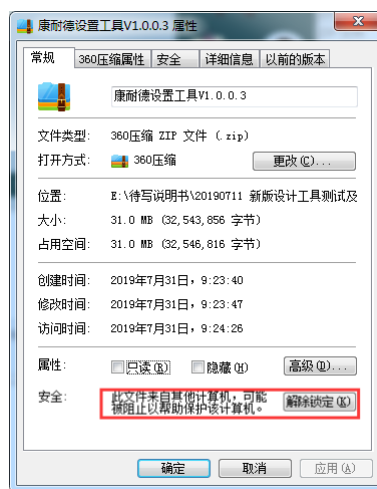 康耐德设置工具V1.0.0.3 属性
常规 360压缩属性 安全 详细信息 以前的版本
康耐德设置工具V1.0.0.3
文件类型: 360压缩 ZIP 文件 (.zip)
打开方式: 360压缩 更改(C)...
位置: E:\待写说明书\20190711 新版设计工具测试及
大小: 31.0 MB (32,543,856 字节)
占用空间: 31.0 MB (32,546,816 字节)
创建时间: 2019年7月31日，9:23:40
修改时间: 2019年7月31日，9:23:47
访问时间: 2019年7月31日，9:24:26
属性: 只读(R) 隐藏(H) 高级(D)...
安全: 此文件来自其他计算机，可能
被阻止以帮助保护该计算机。 解除锁定(K)
确定 取消 应用(A)